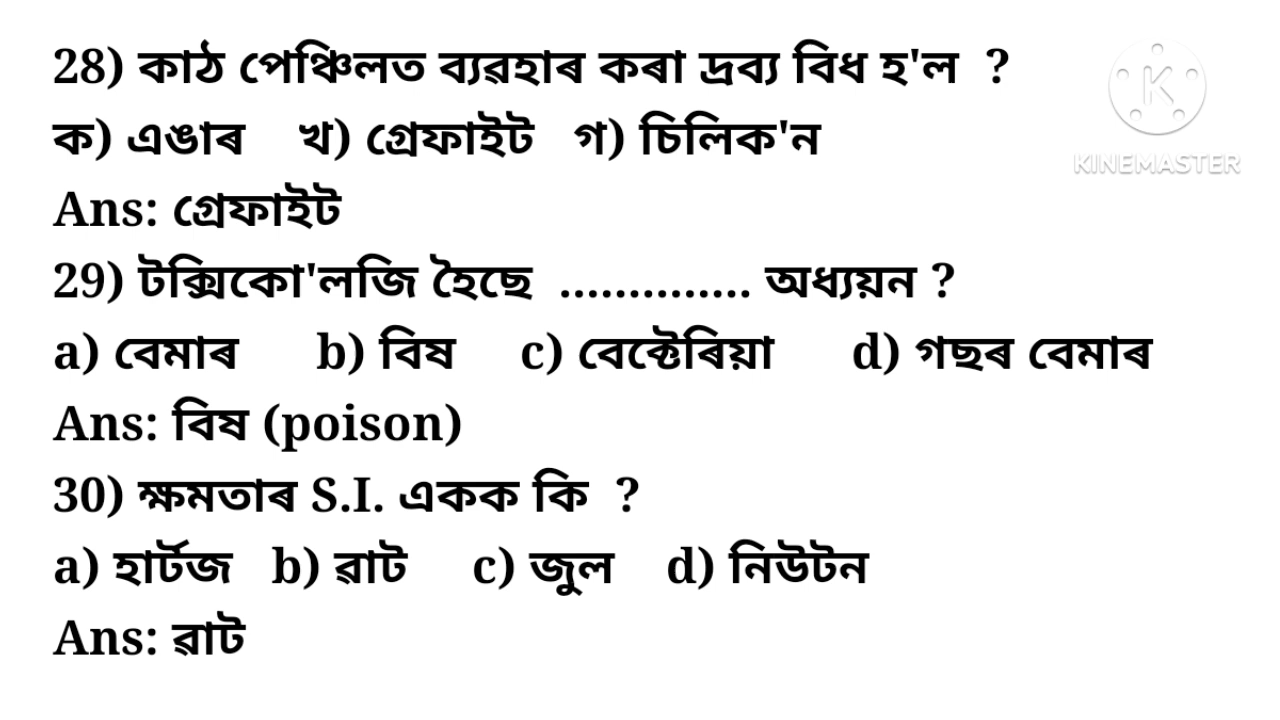 28) কাঠ পেঞ্চিলত ব্যৱহাৰ কৰা দ্ৰব্য বিধ হ'ল ?
ক) এঙাৰ খ) গ্ৰেফাইট গ) চিলিক'ন
Ans: গ্ৰেফাইট
29) টক্সিকো'লজি হৈছে .............. অধ্যয়ন ?
a) বেমাৰ b) বিষ c) বেক্টেৰিয়া d) গছৰ বেমাৰ
Ans: বিষ (poison)
30) ক্ষমতাৰ S.I. একক কি ?
a) হাৰ্টজ b) ৱাট c) জুল d) নিউটন
Ans: ৱাট
KINEMASTER